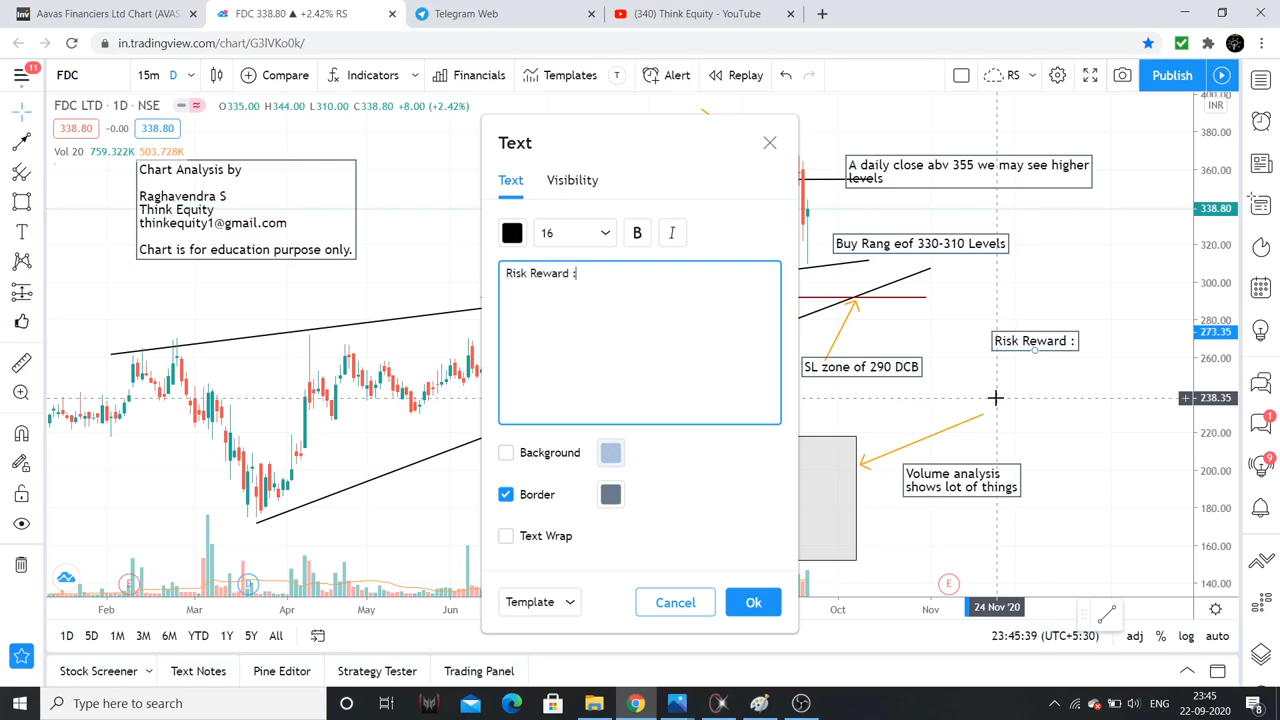 Aavas Financiers Ltd Chart (AVAS
FDC 338.80 ▲ +2.42% RS
Telegram Web
(340) Think Equity - YouTube
in.tradingview.com/chart/G3lVKo0k/
11
FDC
15m
D
Compare
Indicators
Financials
Templates
T
Alert
Replay
RS
Publish
FDC LTD · 1D · NSE
O335.00 H344.00 L310.00 C338.80 +8.00 (+2.42%)
338.80
-0.00
338.80
Vol 20 759.322K 503.728K
Chart Analysis by
Raghavendra S
Think Equity
thinkequity1@gmail.com
Chart is for education purpose only.
Text
Text
Visibility
16
B
I
Risk Reward :
Background
Border
Text Wrap
Template
Cancel
Ok
A daily close abv 355 we may see higher
levels
Buy Rang eof 330-310 Levels
Risk Reward :
SL zone of 290 DCB
Volume analysis
shows lot of things
400.00
INR
380.00
360.00
338.80
320.00
300.00
280.00
273.35
260.00
238.35
220.00
200.00
180.00
160.00
140.00
1
9
E
D
E
Feb
Mar
Apr
May
Jun
Oct
Nov
24 Nov '20
1D
5D
1M
3M
6M
YTD
1Y
5Y
All
23:45:39 (UTC+5:30)
adj
%
log
auto
Stock Screener
Text Notes
Pine Editor
Strategy Tester
Trading Panel
Type here to search
ENG
23:45
22-09-2020
8